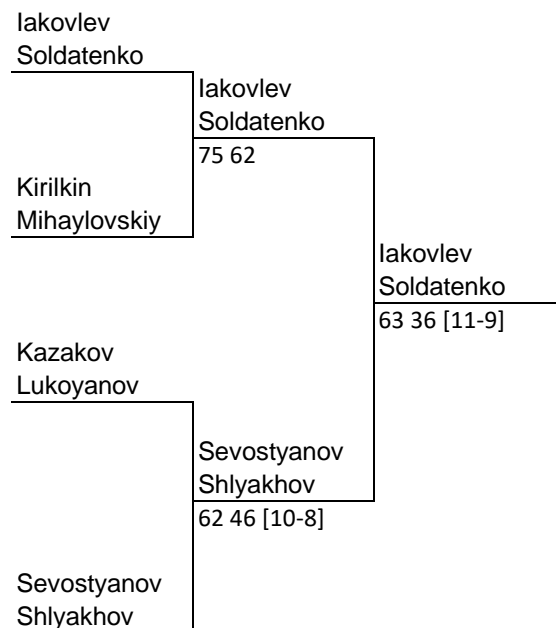 Iakovlev
Soldatenko
Iakovlev
Soldatenko
75 62
Kirilkin
Mihaylovskiy
Iakovlev
Soldatenko
63 36 [11-9]
Kazakov
Lukoyanov
Sevostyanov
Shlyakhov
62 46 [10-8]
Sevostyanov
Shlyakhov